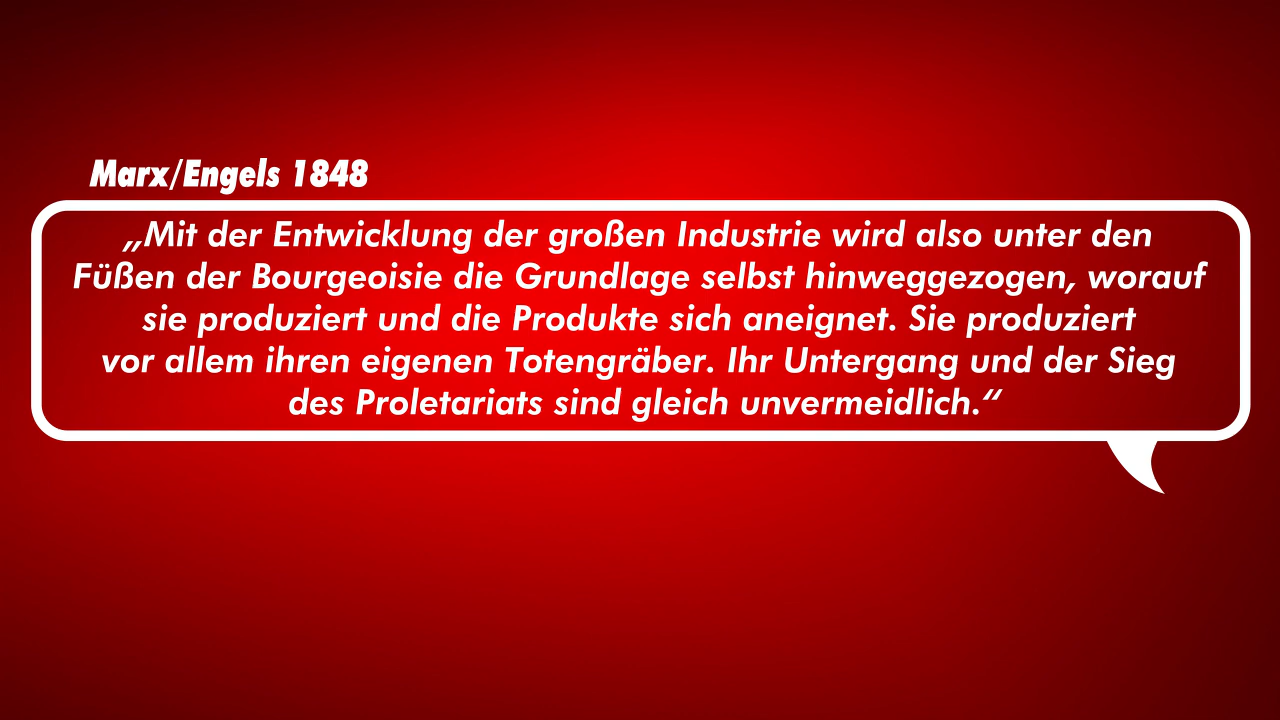 Marx/Engels 1848
„Mit der Entwicklung der großen Industrie wird also unter den
Füßen der Bourgeoisie die Grundlage selbst hinweggezogen, worauf
sie produziert und die Produkte sich aneignet. Sie produziert
vor allem ihren eigenen Totengräber. Ihr Untergang und der Sieg
des Proletariats sind gleich unvermeidlich.“